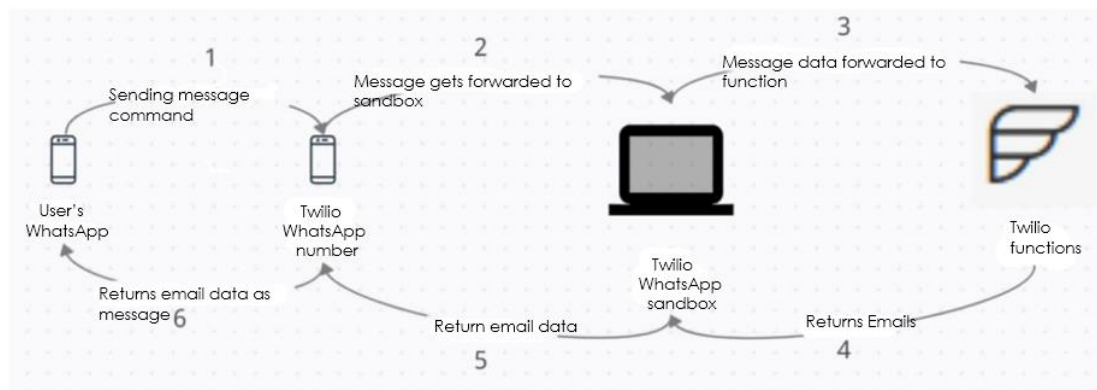 1
Sending message
command
2
Message gets forwarded to
sandbox
3
Message data forwarded to
function
User's
WhatsApp
Twilio
WhatsApp
number
Twilio
WhatsApp
sandbox
Twilio
functions
Returns Emails
4
Return email data
5
Returns email data as
message 6